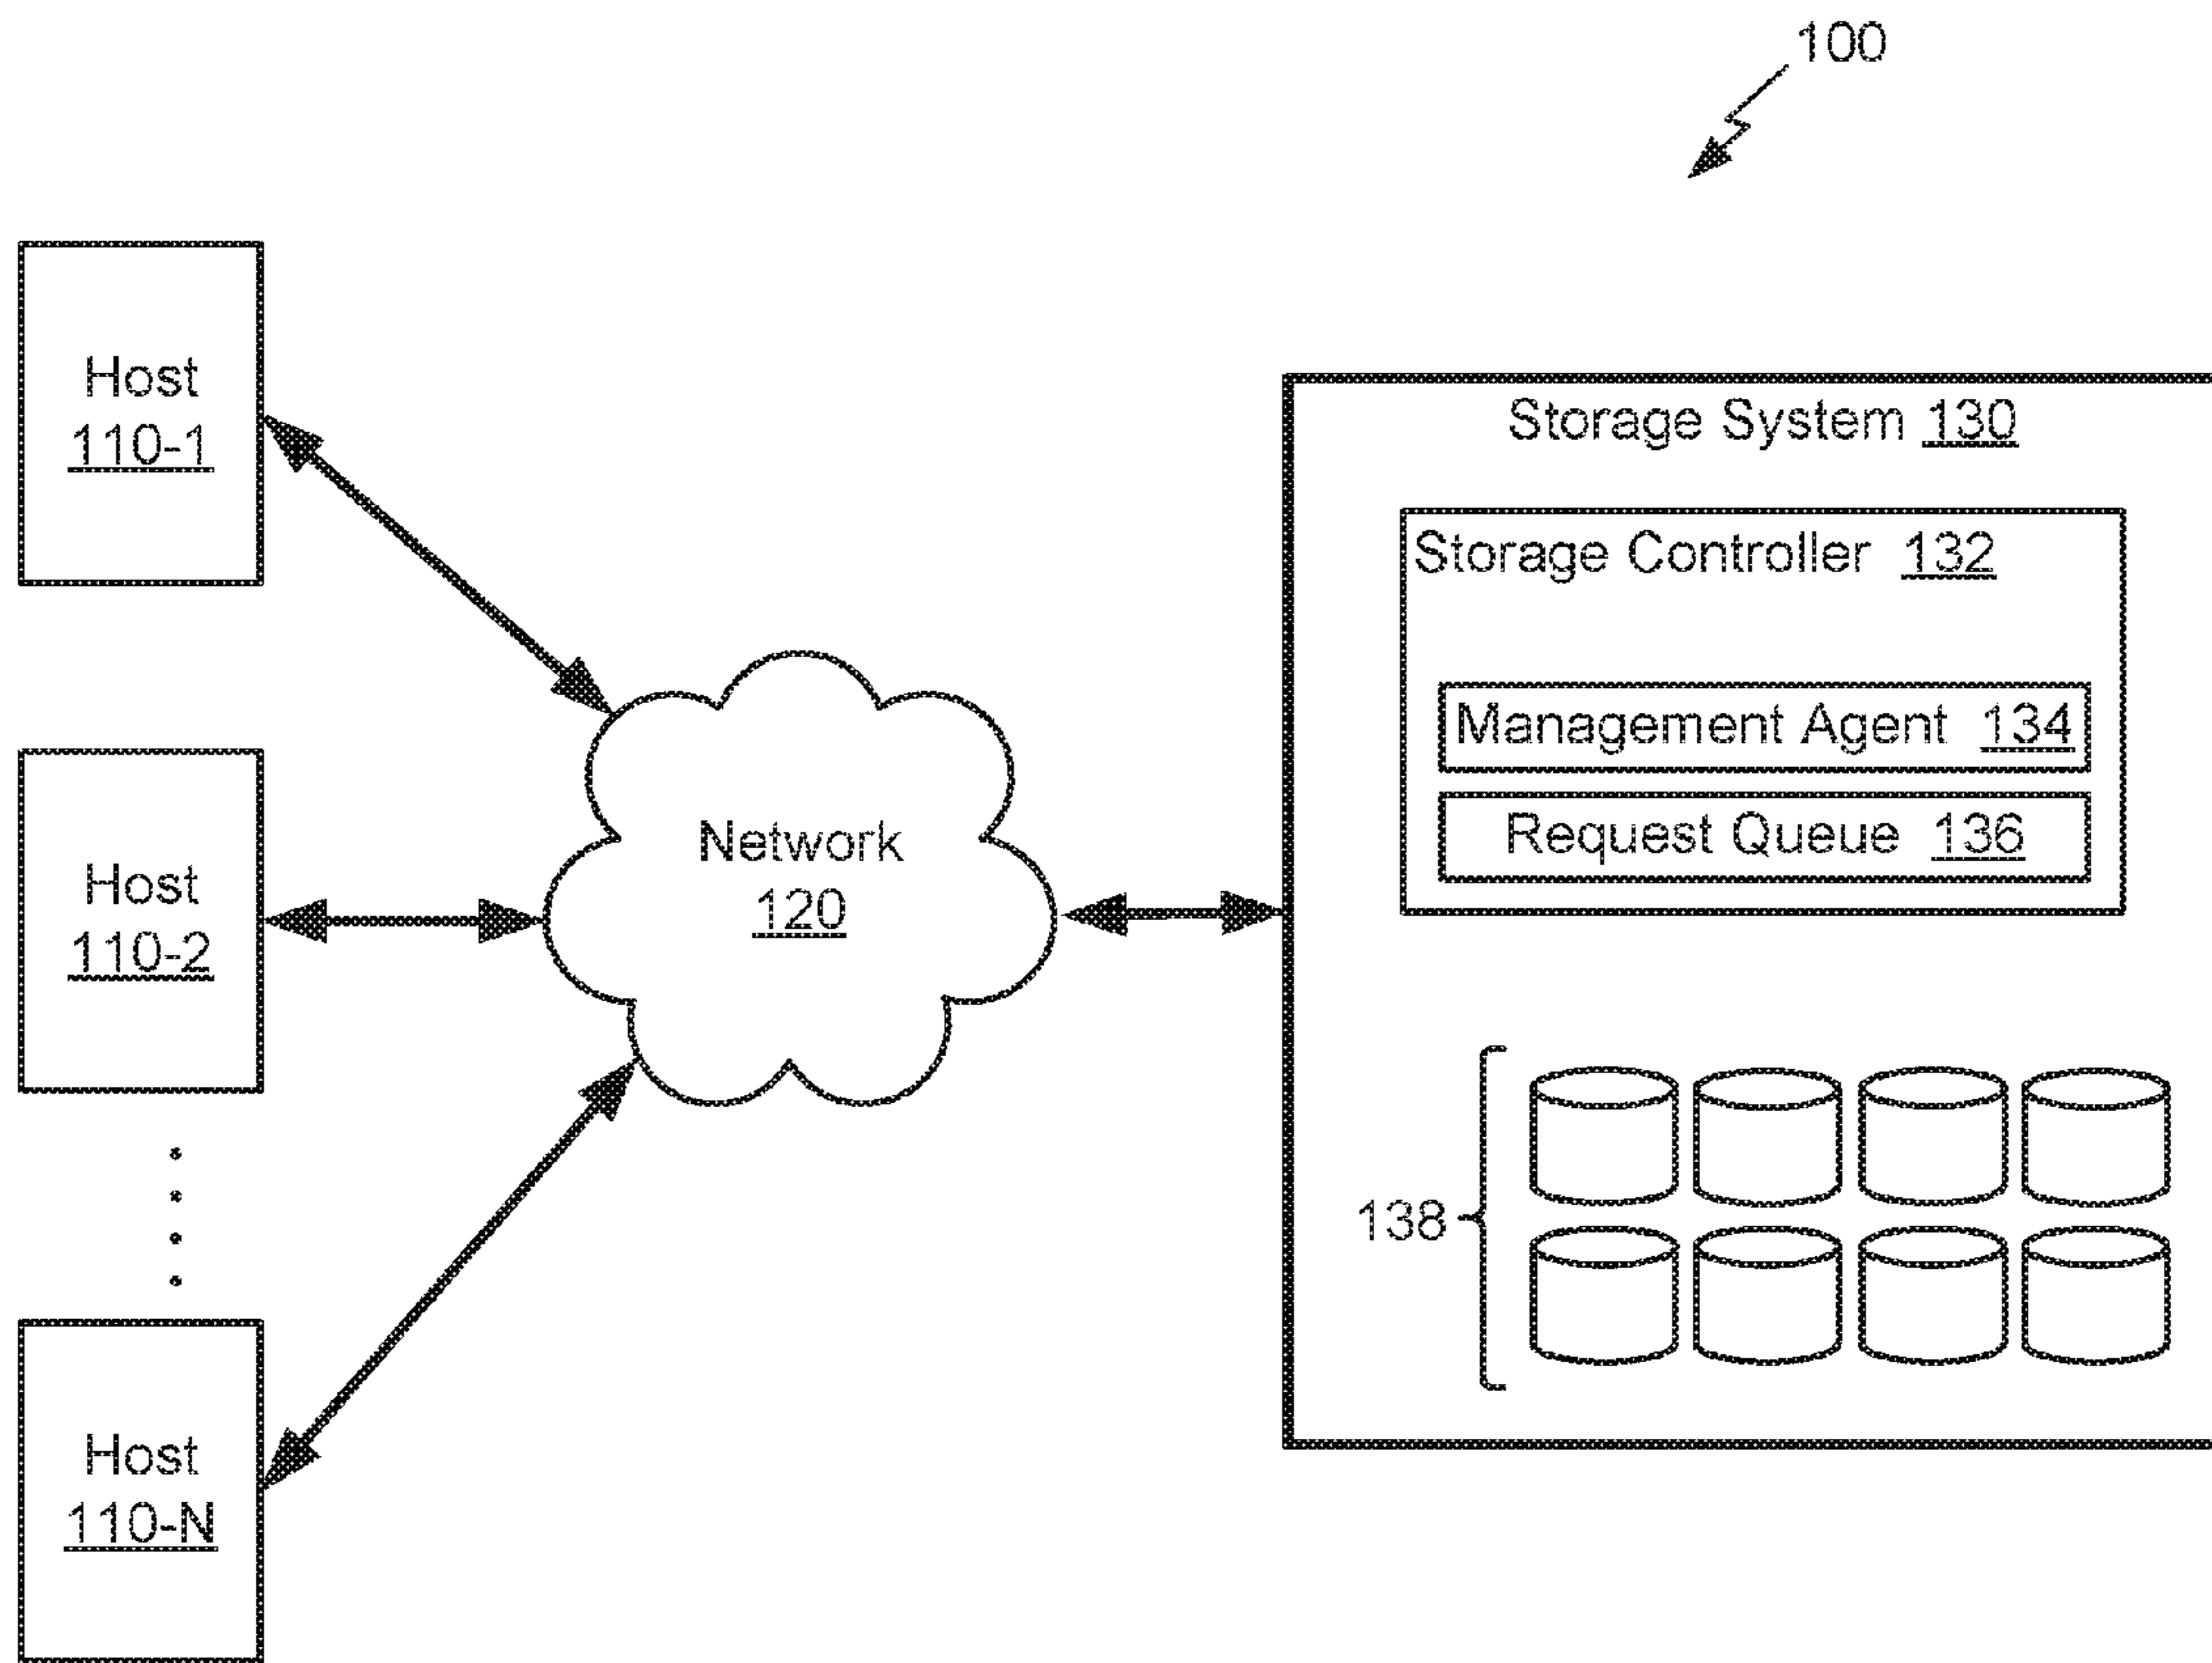 100
Host
110-1
Storage System 130
Storage Controller 132
Management Agent 134
Request Queue 136
Network
120
Host
110-2
138
Host
110-N